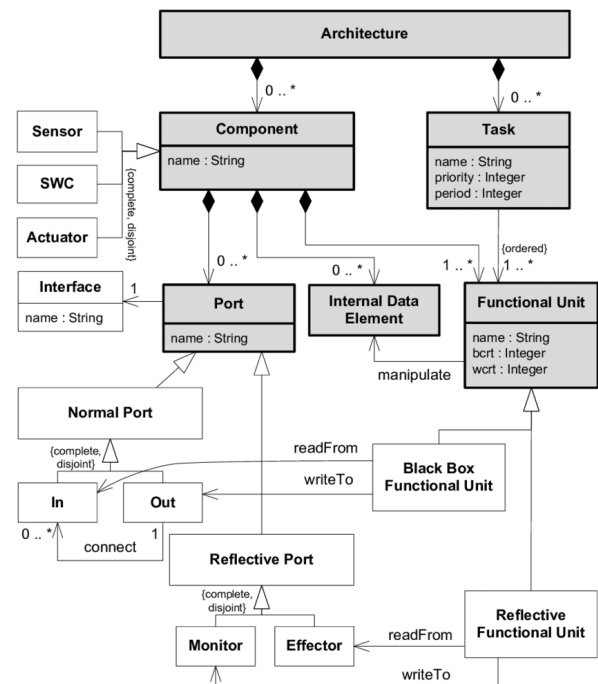 Architecture
0 .. *
0 .. *
Sensor
SWC
Actuator
{complete,
disjoint}
Component
name : String
Task
name : String
priority : Integer
period : Integer
0 .. *
0 .. *
1 .. *
{ordered}
1 .. *
Interface
name : String
1
Port
name : String
Internal Data
Element
Functional Unit
name : String
bcrt : Integer
wcrt : Integer
manipulate
Normal Port
{complete,
disjoint}
readFrom
writeTo
Black Box
Functional Unit
In
Out
0 .. *
1
connect
Reflective Port
{complete,
disjoint}
Monitor
Effector
readFrom
writeTo
Reflective
Functional Unit